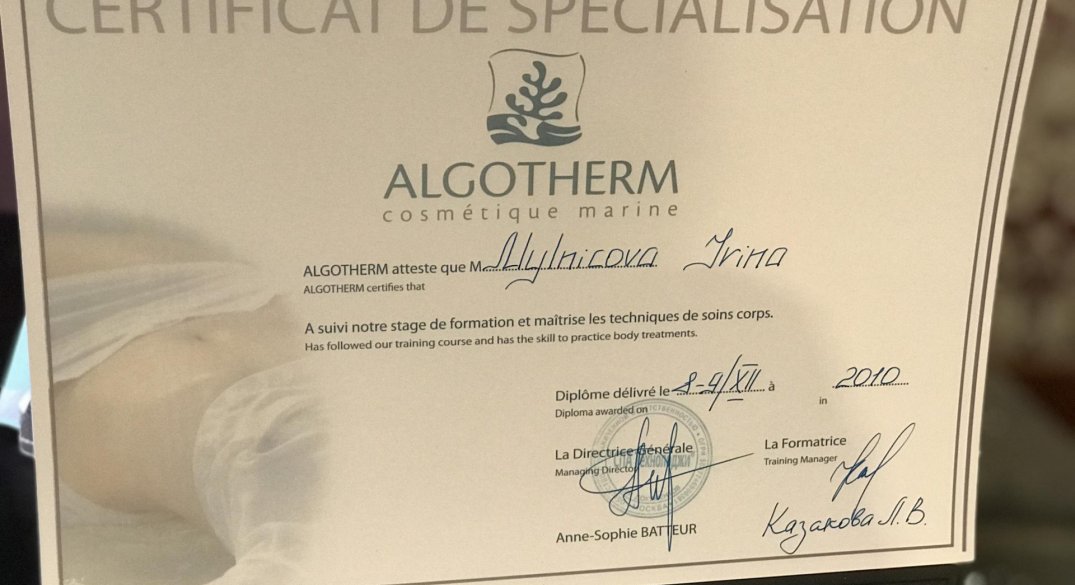 CERTIFICAT DE SPÉCIALISATION
ALGOTHERM
cosmétique marine
ALGOTHERM atteste que M Mylnicova Irina
ALGOTHERM certifies that
A suivi notre stage de formation et maîtrise les techniques de soins corps.
Has followed our training course and has the skill to practice body treatments.
Diplôme délivré le 8-9/XII à 2010
Diploma awarded on in
La Directrice Générale
Managing Director
La Formatrice
Training Manager
Anne-Sophie BATTEUR
Казакова Л.В.